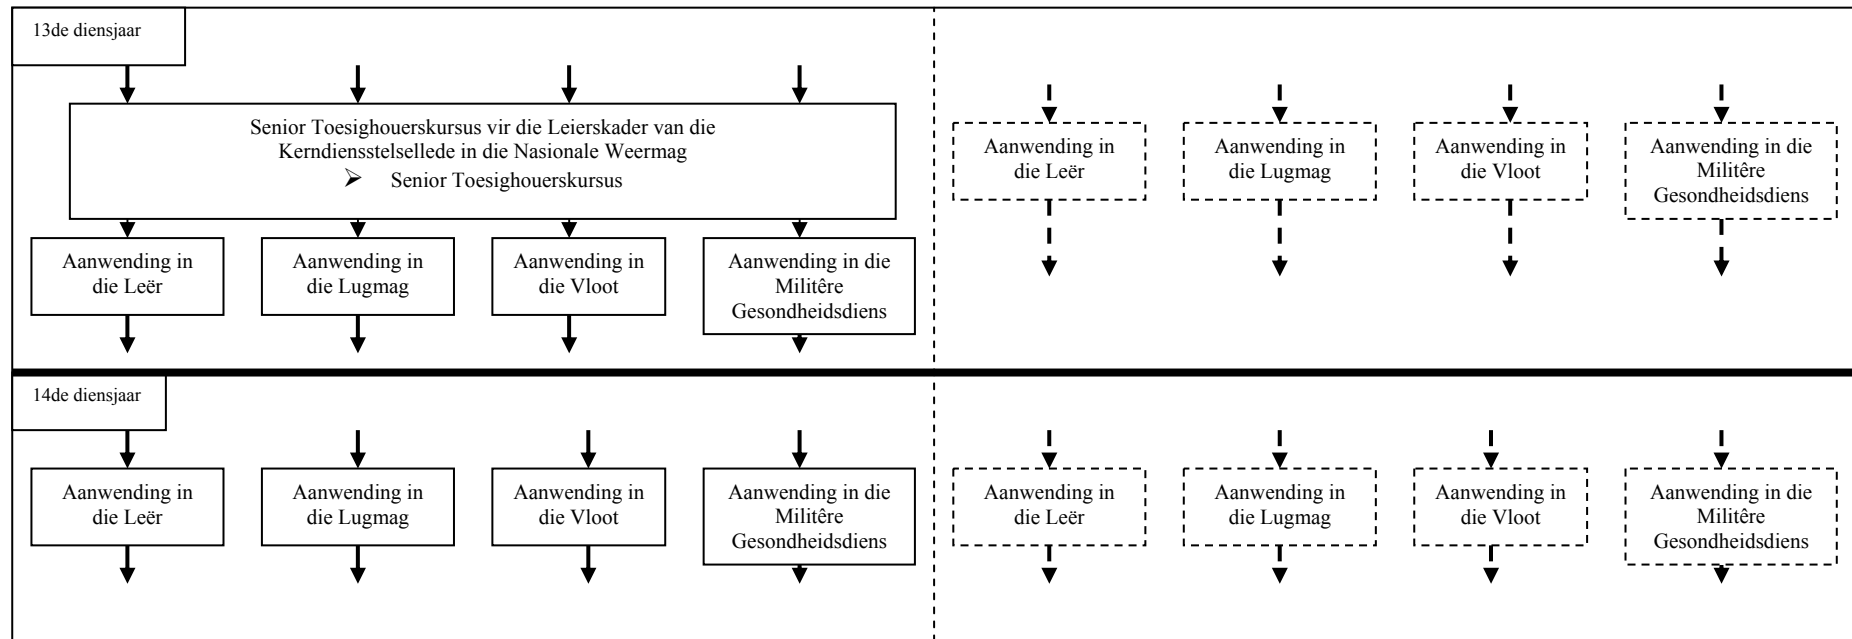 13de diensjaar
Senior Toesighouerskursus vir die Leierskader van die
Kerndiensstelsellede in die Nasionale Weermag
➢ Senior Toesighouerskursus
Aanwending in
die Leër
Aanwending in
die Lugmag
Aanwending in
die Vloot
Aanwending in die
Militêre
Gesondheidsdiens
Aanwending in
die Leër
Aanwending in
die Lugmag
Aanwending in
die Vloot
Aanwending in die
Militêre
Gesondheidsdiens
14de diensjaar
Aanwending in
die Leër
Aanwending in
die Lugmag
Aanwending in
die Vloot
Aanwending in die
Militêre
Gesondheidsdiens
Aanwending in
die Leër
Aanwending in
die Lugmag
Aanwending in
die Vloot
Aanwending in die
Militêre
Gesondheidsdiens